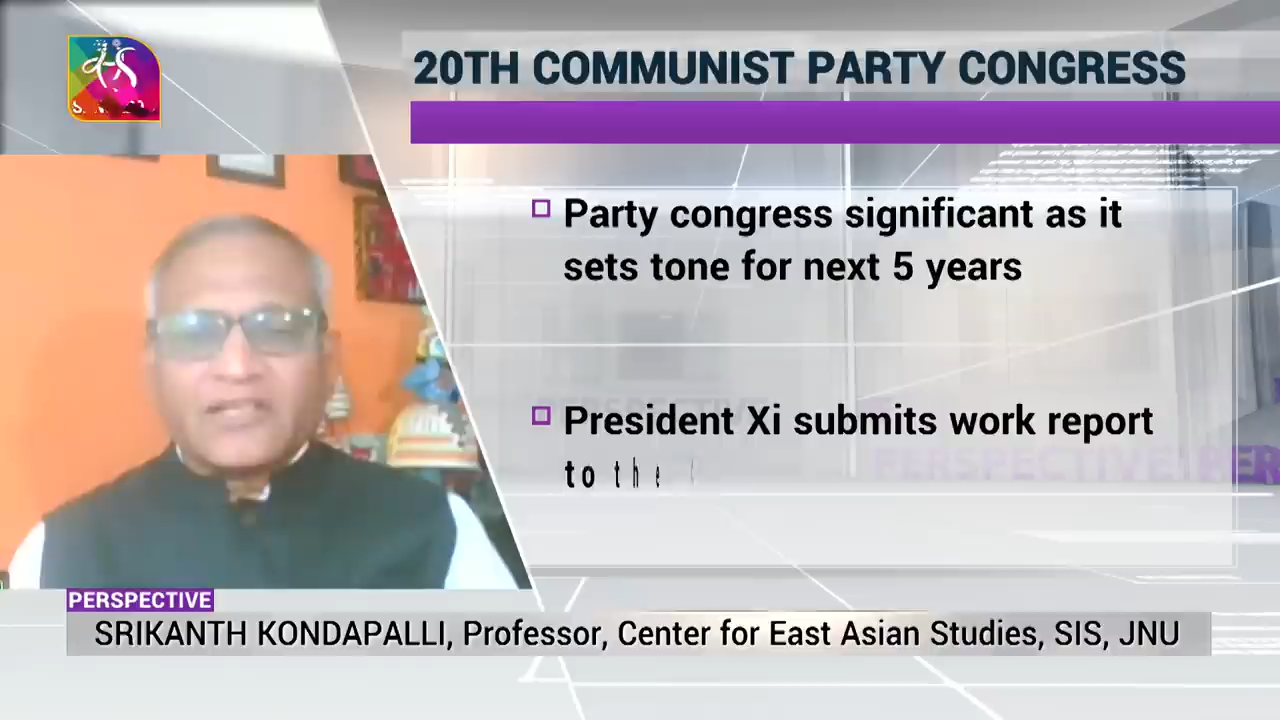 20TH COMMUNIST PARTY CONGRESS
Party congress significant as it
sets tone for next 5 years
President Xi submits work report
to the
PERSPECTIVE
SRIKANTH KONDAPALLI, Professor, Center for East Asian Studies, SIS, JNU